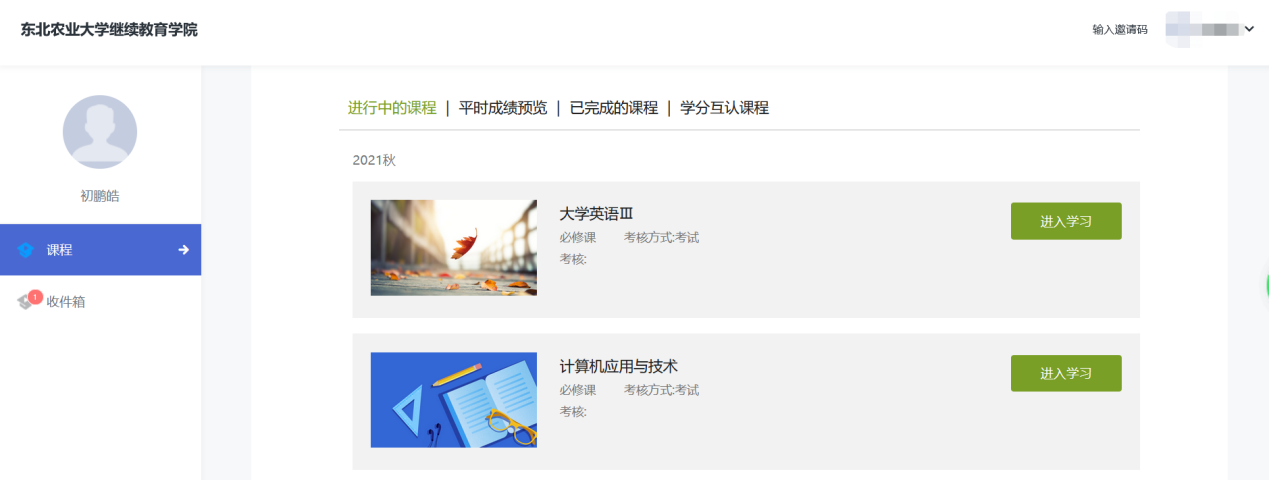 东北农业大学继续教育学院
输入邀请码
初鹏皓
课程
1
收件箱
进行中的课程 | 平时成绩预览 | 已完成的课程 | 学分互认课程
2021秋
大学英语Ⅲ
必修课 考核方式:考试
考核:
进入学习
计算机应用与技术
必修课 考核方式:考试
考核:
进入学习